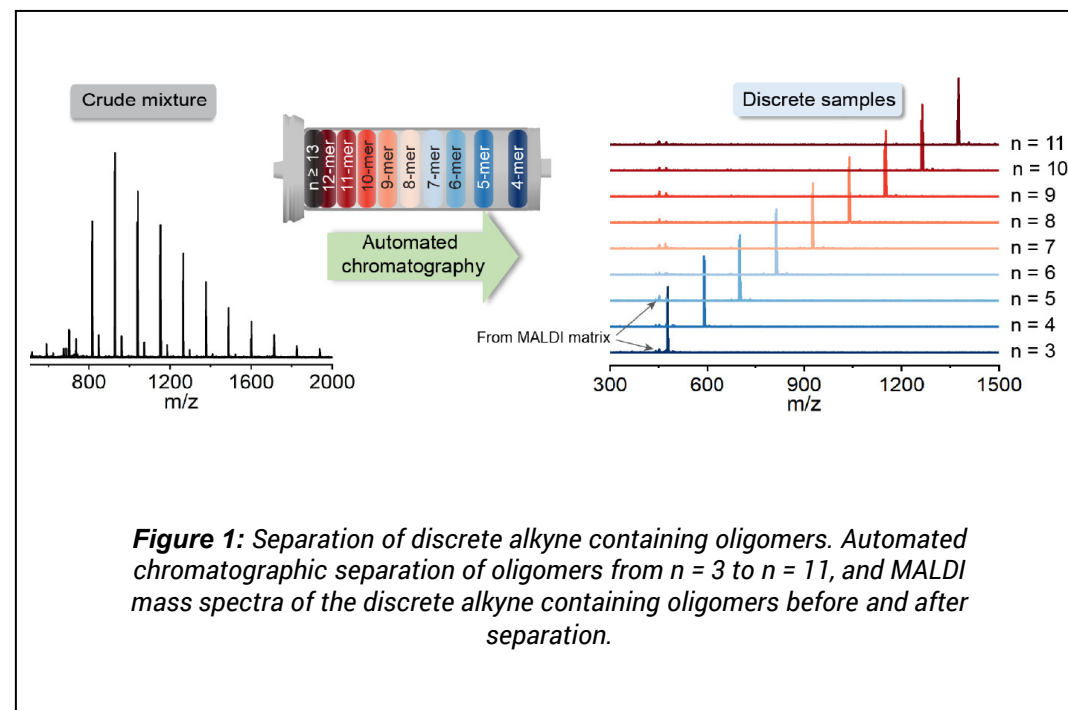 Crude mixture
n ≥ 13
12-mer
11-mer
10-mer
9-mer
8-mer
7-mer
6-mer
5-mer
4-mer
Automated
chromatography
800
1200
1600
2000
m/z
Discrete samples
n = 11
n = 10
n = 9
n = 8
n = 7
n = 6
n = 5
n = 4
n = 3
From MALDI matrix
300
600
900
1200
1500
m/z
Figure 1: Separation of discrete alkyne containing oligomers. Automated
chromatographic separation of oligomers from n = 3 to n = 11, and MALDI
mass spectra of the discrete alkyne containing oligomers before and after
separation.